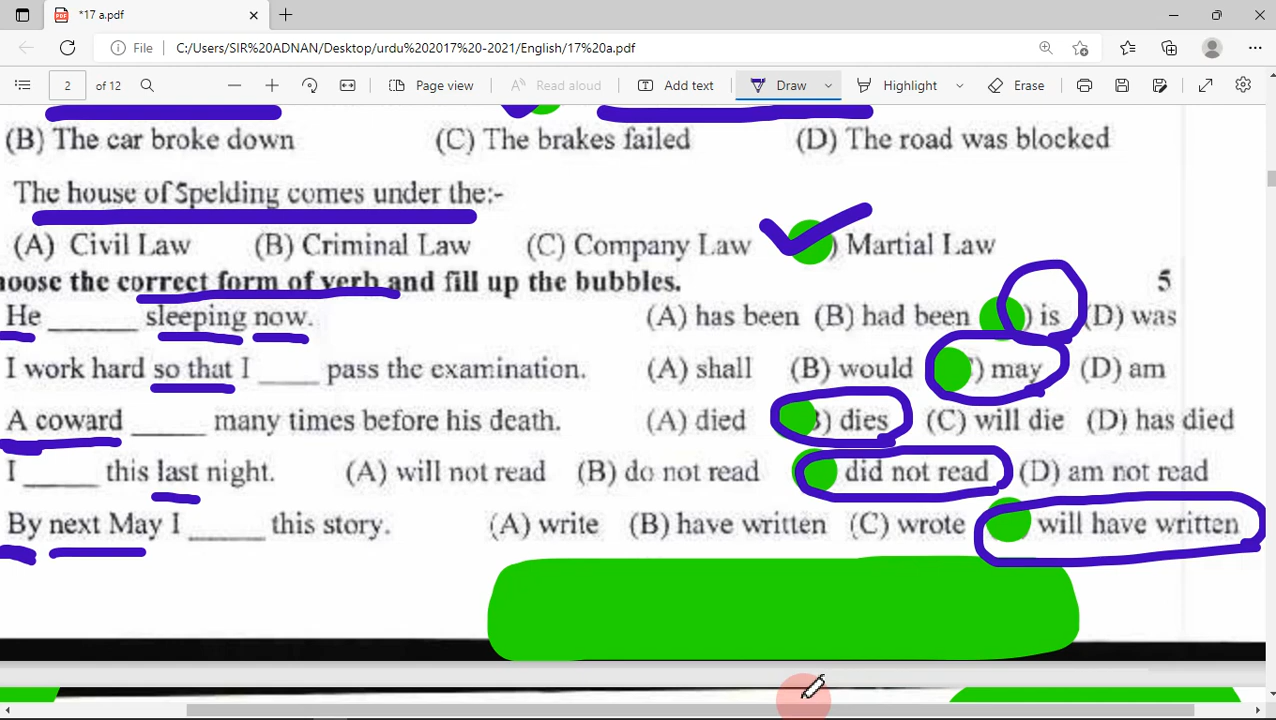 *17 a.pdf
File C:/Users/SIR%20ADNAN/Desktop/urdu%202017%20-2021/English/17%20a.pdf
2 of 12 Page view Read aloud Add text Draw Highlight Erase
(B) The car broke down (C) The brakes failed (D) The road was blocked
The house of Spelding comes under the:-
(A) Civil Law (B) Criminal Law (C) Company Law ) Martial Law
oose the correct form of verb and fill up the bubbles. 5
He ______ sleeping now. (A) has been (B) had been ) is (D) was
I work hard so that I ____ pass the examination. (A) shall (B) would ) may (D) am
A coward _____ many times before his death. (A) died ) dies (C) will die (D) has died
I _____ this last night. (A) will not read (B) do not read did not read (D) am not read
By next May I _____ this story. (A) write (B) have written (C) wrote will have written